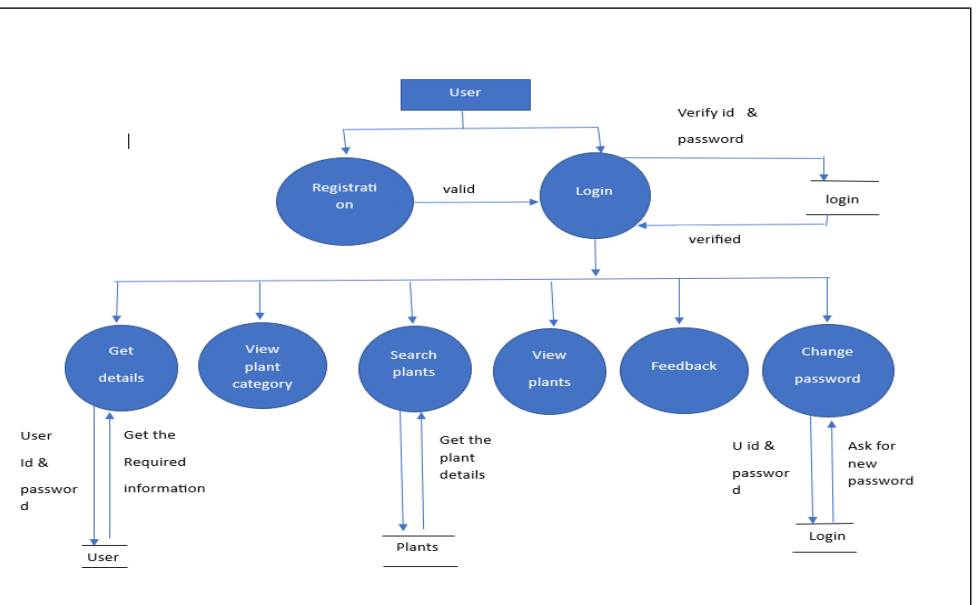 User
Verify id &
password
Registrati
on
valid
Login
login
verified
Get
details
View
plant
category
Search
plants
View
plants
Feedback
Change
password
User
Id &
passwor
d
Get the
Required
information
Get the
plant
details
U id &
passwor
d
Ask for
new
password
User
Plants
Login